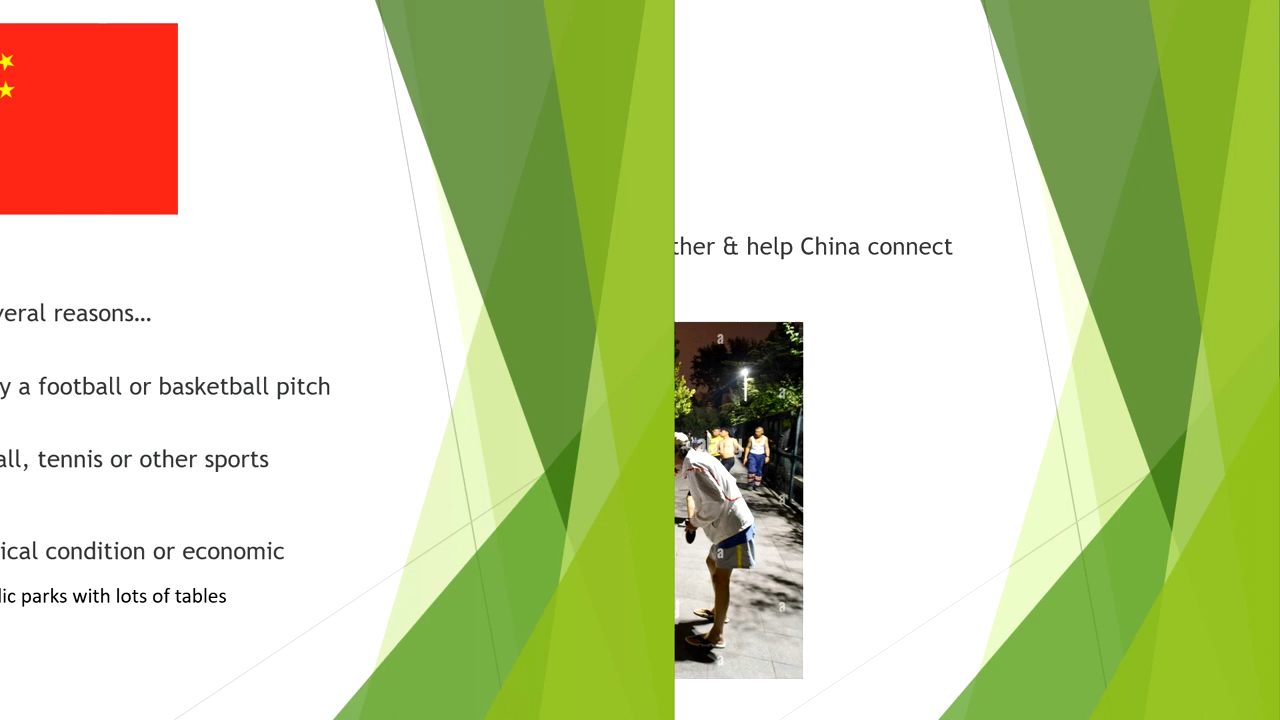 veral reasons…
y a football or basketball pitch
all, tennis or other sports
ical condition or economic
lic parks with lots of tables
ther & help China connect
a
a
a
a
a
a